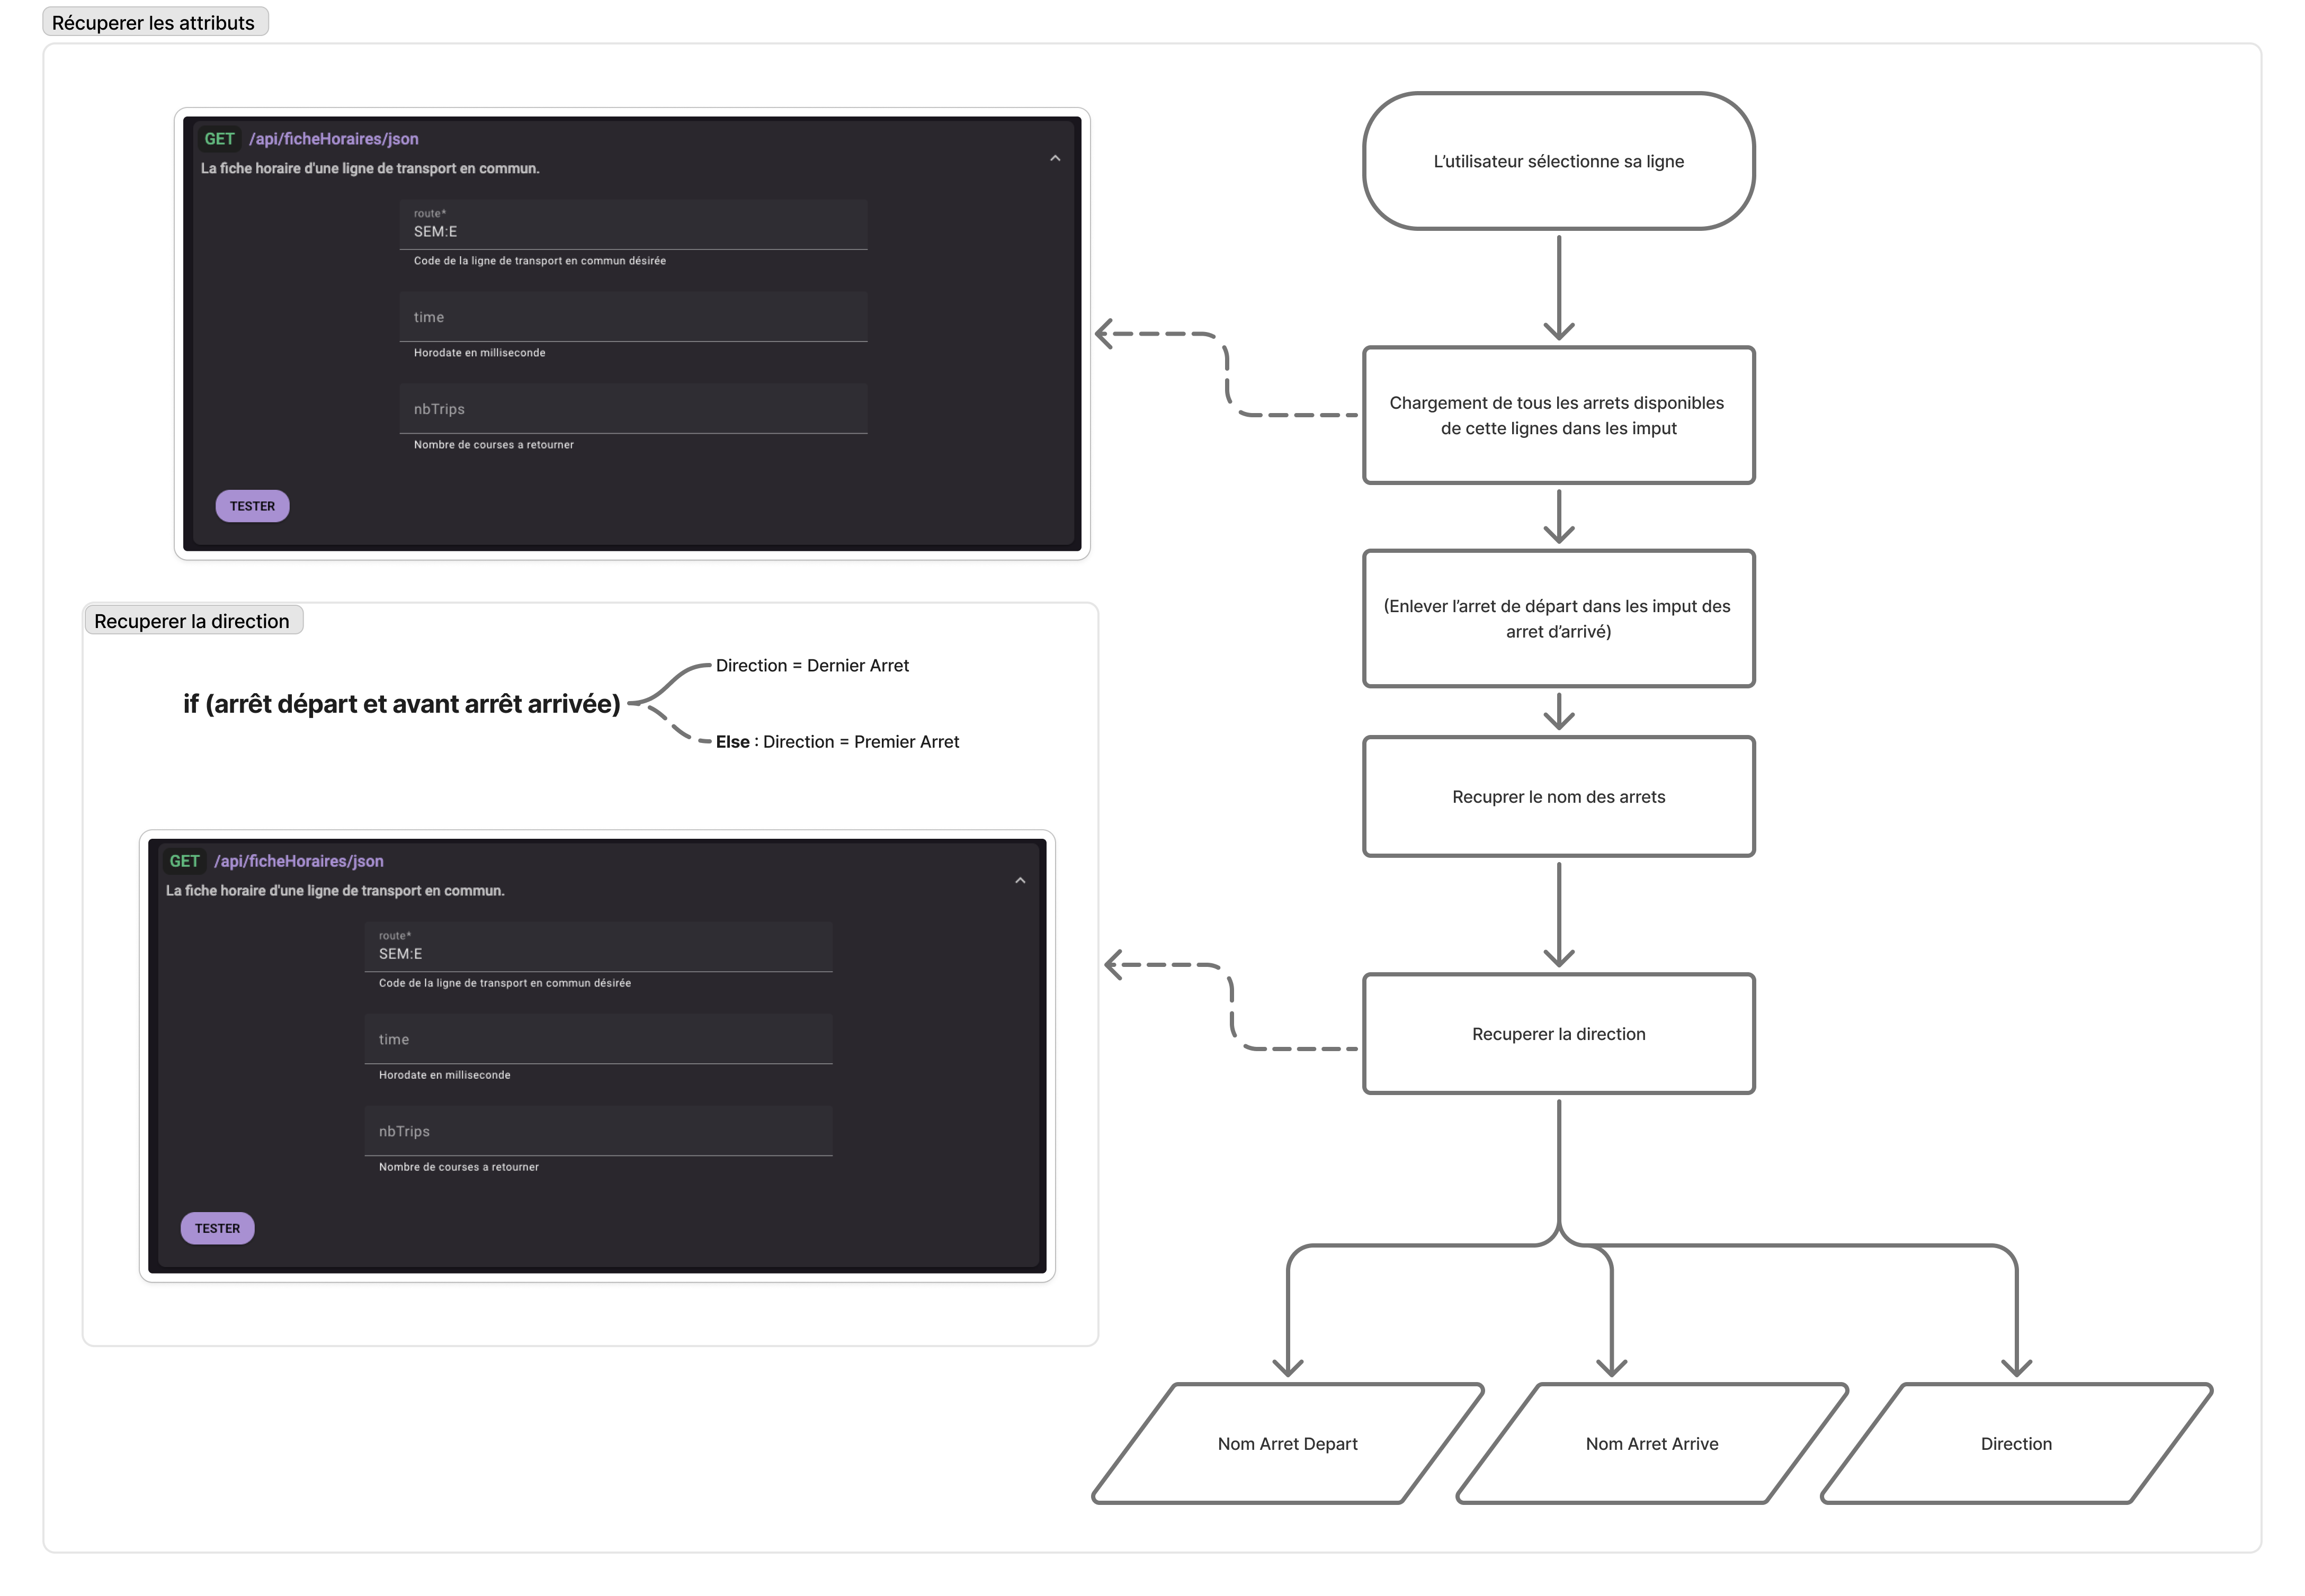 Récuperer les attributs
GET /api/ficheHoraires/json
La fiche horaire d'une ligne de transport en commun.
route*
SEM:E
Code de la ligne de transport en commun désirée
time
Horodate en milliseconde
nbTrips
Nombre de courses a retourner
TESTER
Recuperer la direction
if (arrêt départ et avant arrêt arrivée)
Direction = Dernier Arret
Else : Direction = Premier Arret
GET /api/ficheHoraires/json
La fiche horaire d'une ligne de transport en commun.
route*
SEM:E
Code de la ligne de transport en commun désirée
time
Horodate en milliseconde
nbTrips
Nombre de courses a retourner
TESTER
L'utilisateur sélectionne sa ligne
Chargement de tous les arrets disponibles
de cette lignes dans les imput
(Enlever l'arret de départ dans les imput des
arret d'arrivé)
Recuprer le nom des arrets
Recuperer la direction
Nom Arret Depart
Nom Arret Arrive
Direction